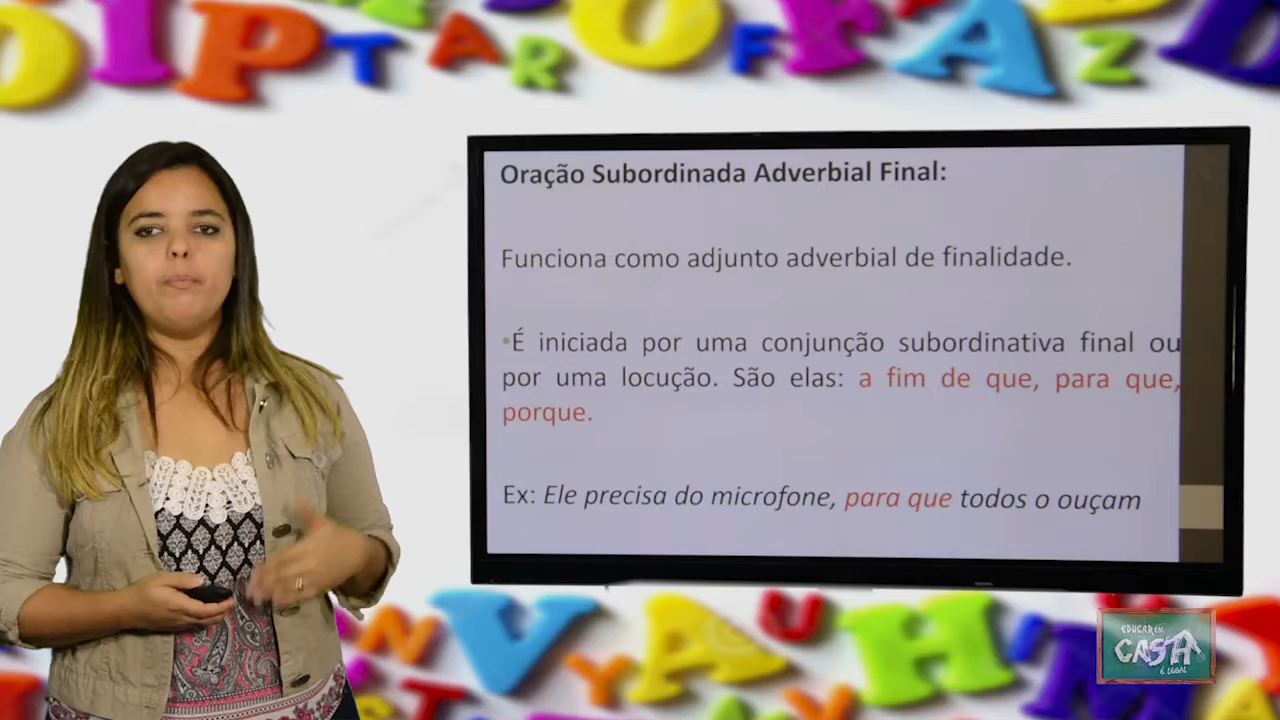 Oração Subordinada Adverbial Final:
Funciona como adjunto adverbial de finalidade.
•É iniciada por uma conjunção subordinativa final ou
por uma locução. São elas: a fim de que, para que,
porque.
Ex: Ele precisa do microfone, para que todos o ouçam
EDUCAR EM
CASA
É LEGAL